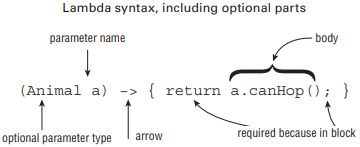 Lambda syntax, including optional parts
parameter name
body
(Animal a) -> { return a.canHop(); }
optional parameter type
arrow
required because in block